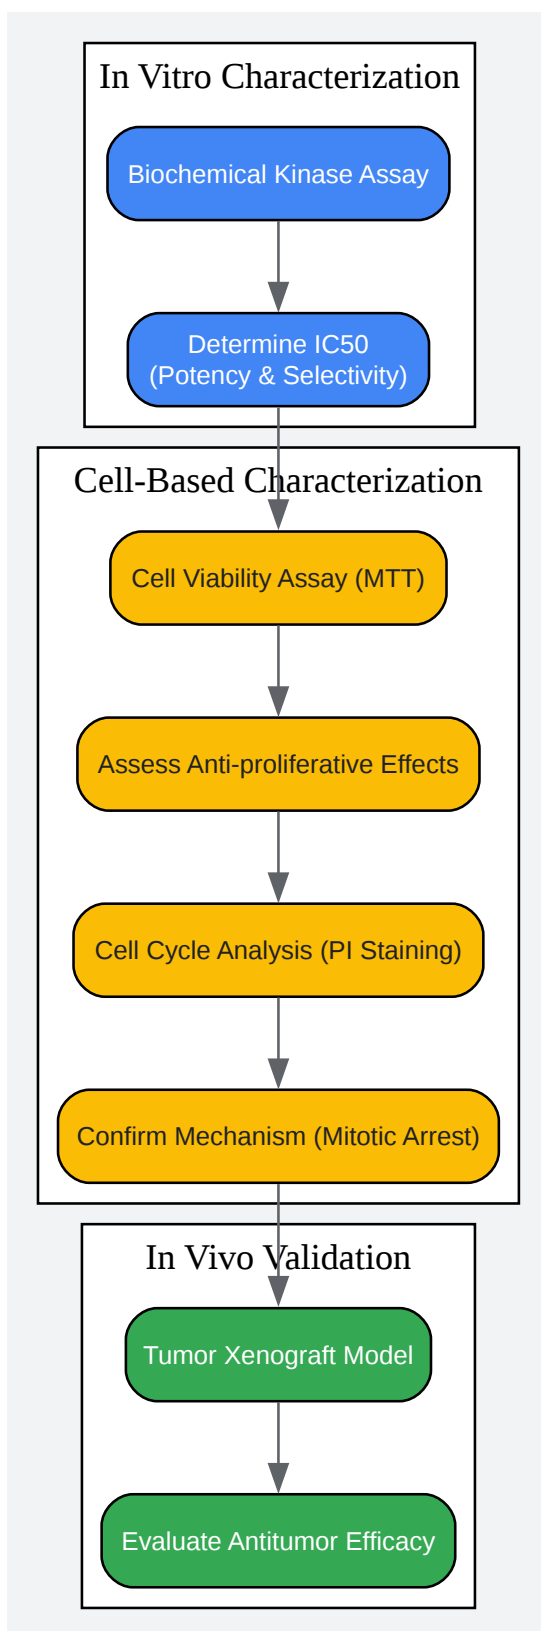 In Vitro Characterization
Biochemical Kinase Assay
Determine IC50
(Potency & Selectivity)
Cell-Based Characterization
Cell Viability Assay (MTT)
Assess Anti-proliferative Effects
Cell Cycle Analysis (PI Staining)
Confirm Mechanism (Mitotic Arrest)
In Vivo Validation
Tumor Xenograft Model
Evaluate Antitumor Efficacy